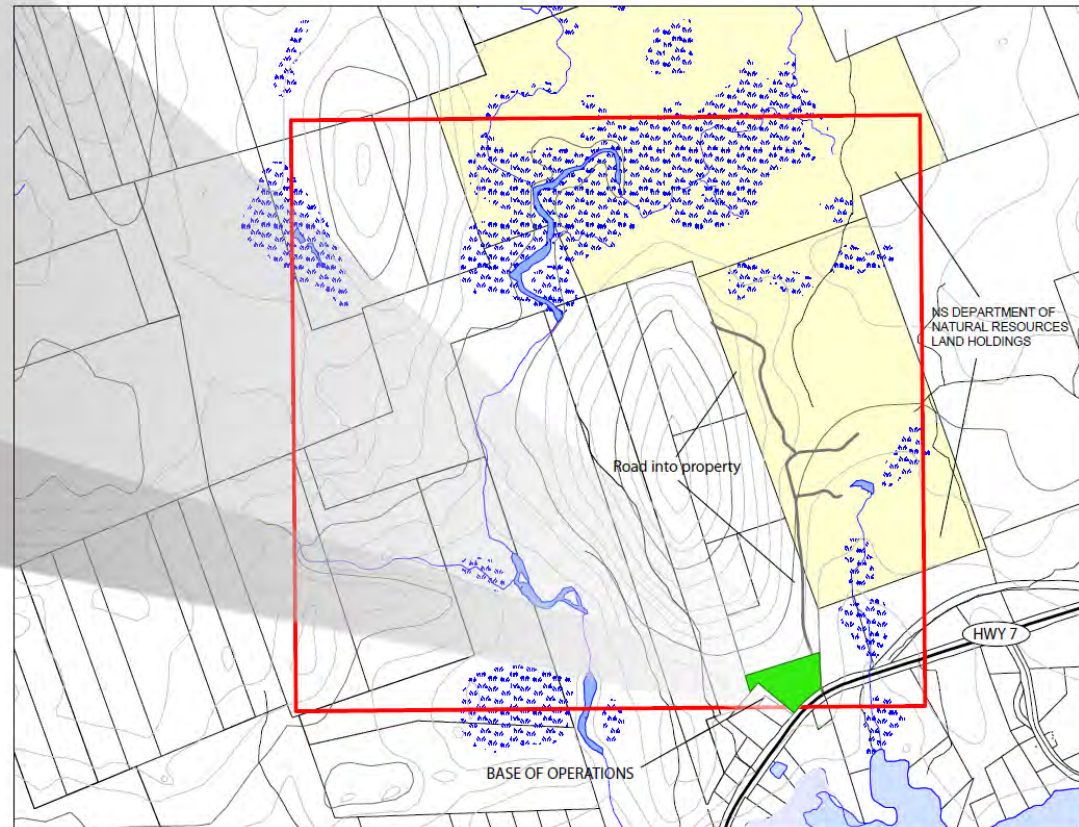 NS DEPARTMENT OF
NATURAL RESOURCES
LAND HOLDINGS
Road into property
HWY 7
BASE OF OPERATIONS